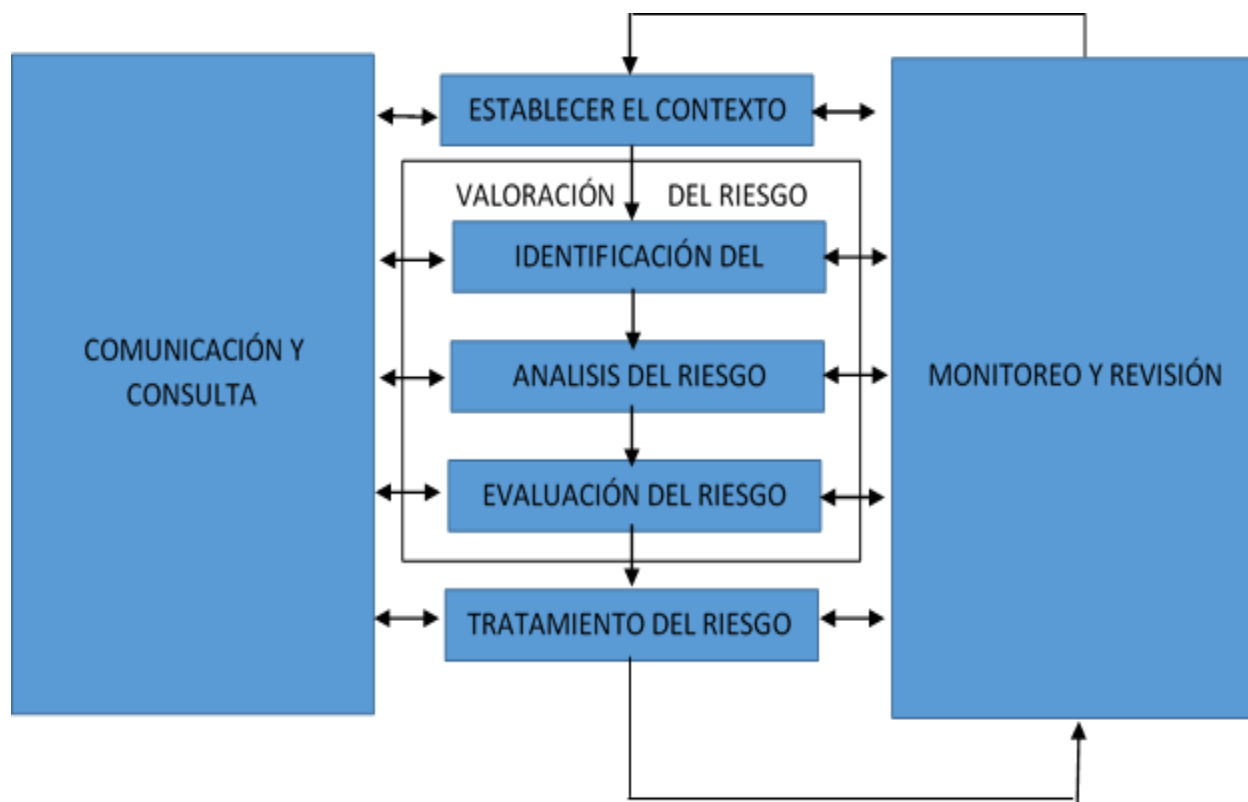 ESTABLECER EL CONTEXTO
VALORACIÓN DEL RIESGO
IDENTIFICACIÓN DEL
COMUNICACIÓN Y
CONSULTA
ANALISIS DEL RIESGO
MONITOREO Y REVISIÓN
EVALUACIÓN DEL RIESGO
TRATAMIENTO DEL RIESGO